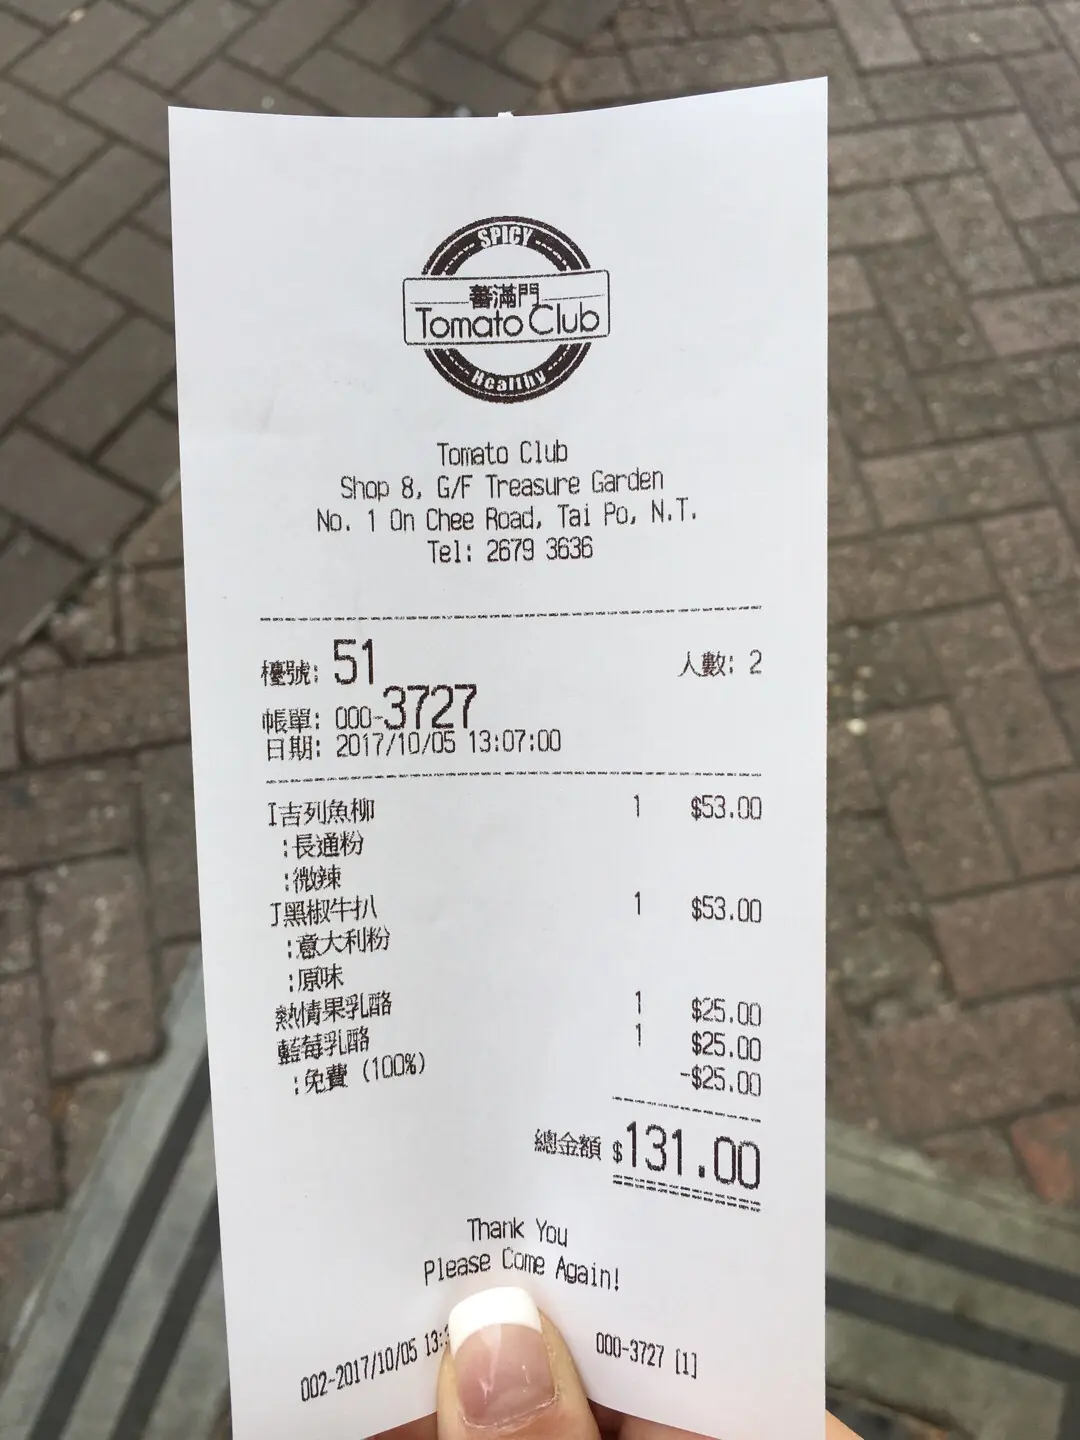 SPICY
蕃滿門
Tomato Club
Healthy
Tomato Club
Shop 8, G/F Treasure Garden
No. 1 On Chee Road, Tai Po, N.T.
Tel: 2679 3636
檯號: 51 人數: 2
帳單: 000-3727
日期: 2017/10/05 13:07:00
I吉列魚柳 1 $53.00
:長通粉
:微辣
J黑椒牛扒 1 $53.00
:意大利粉
:原味
熱情果乳酪 1 $25.00
藍莓乳酪 1 $25.00
:免費 (100%) -$25.00
總金額 $131.00
Thank You
Please Come Again!
002-2017/10/05 13: 000-3727 [1]